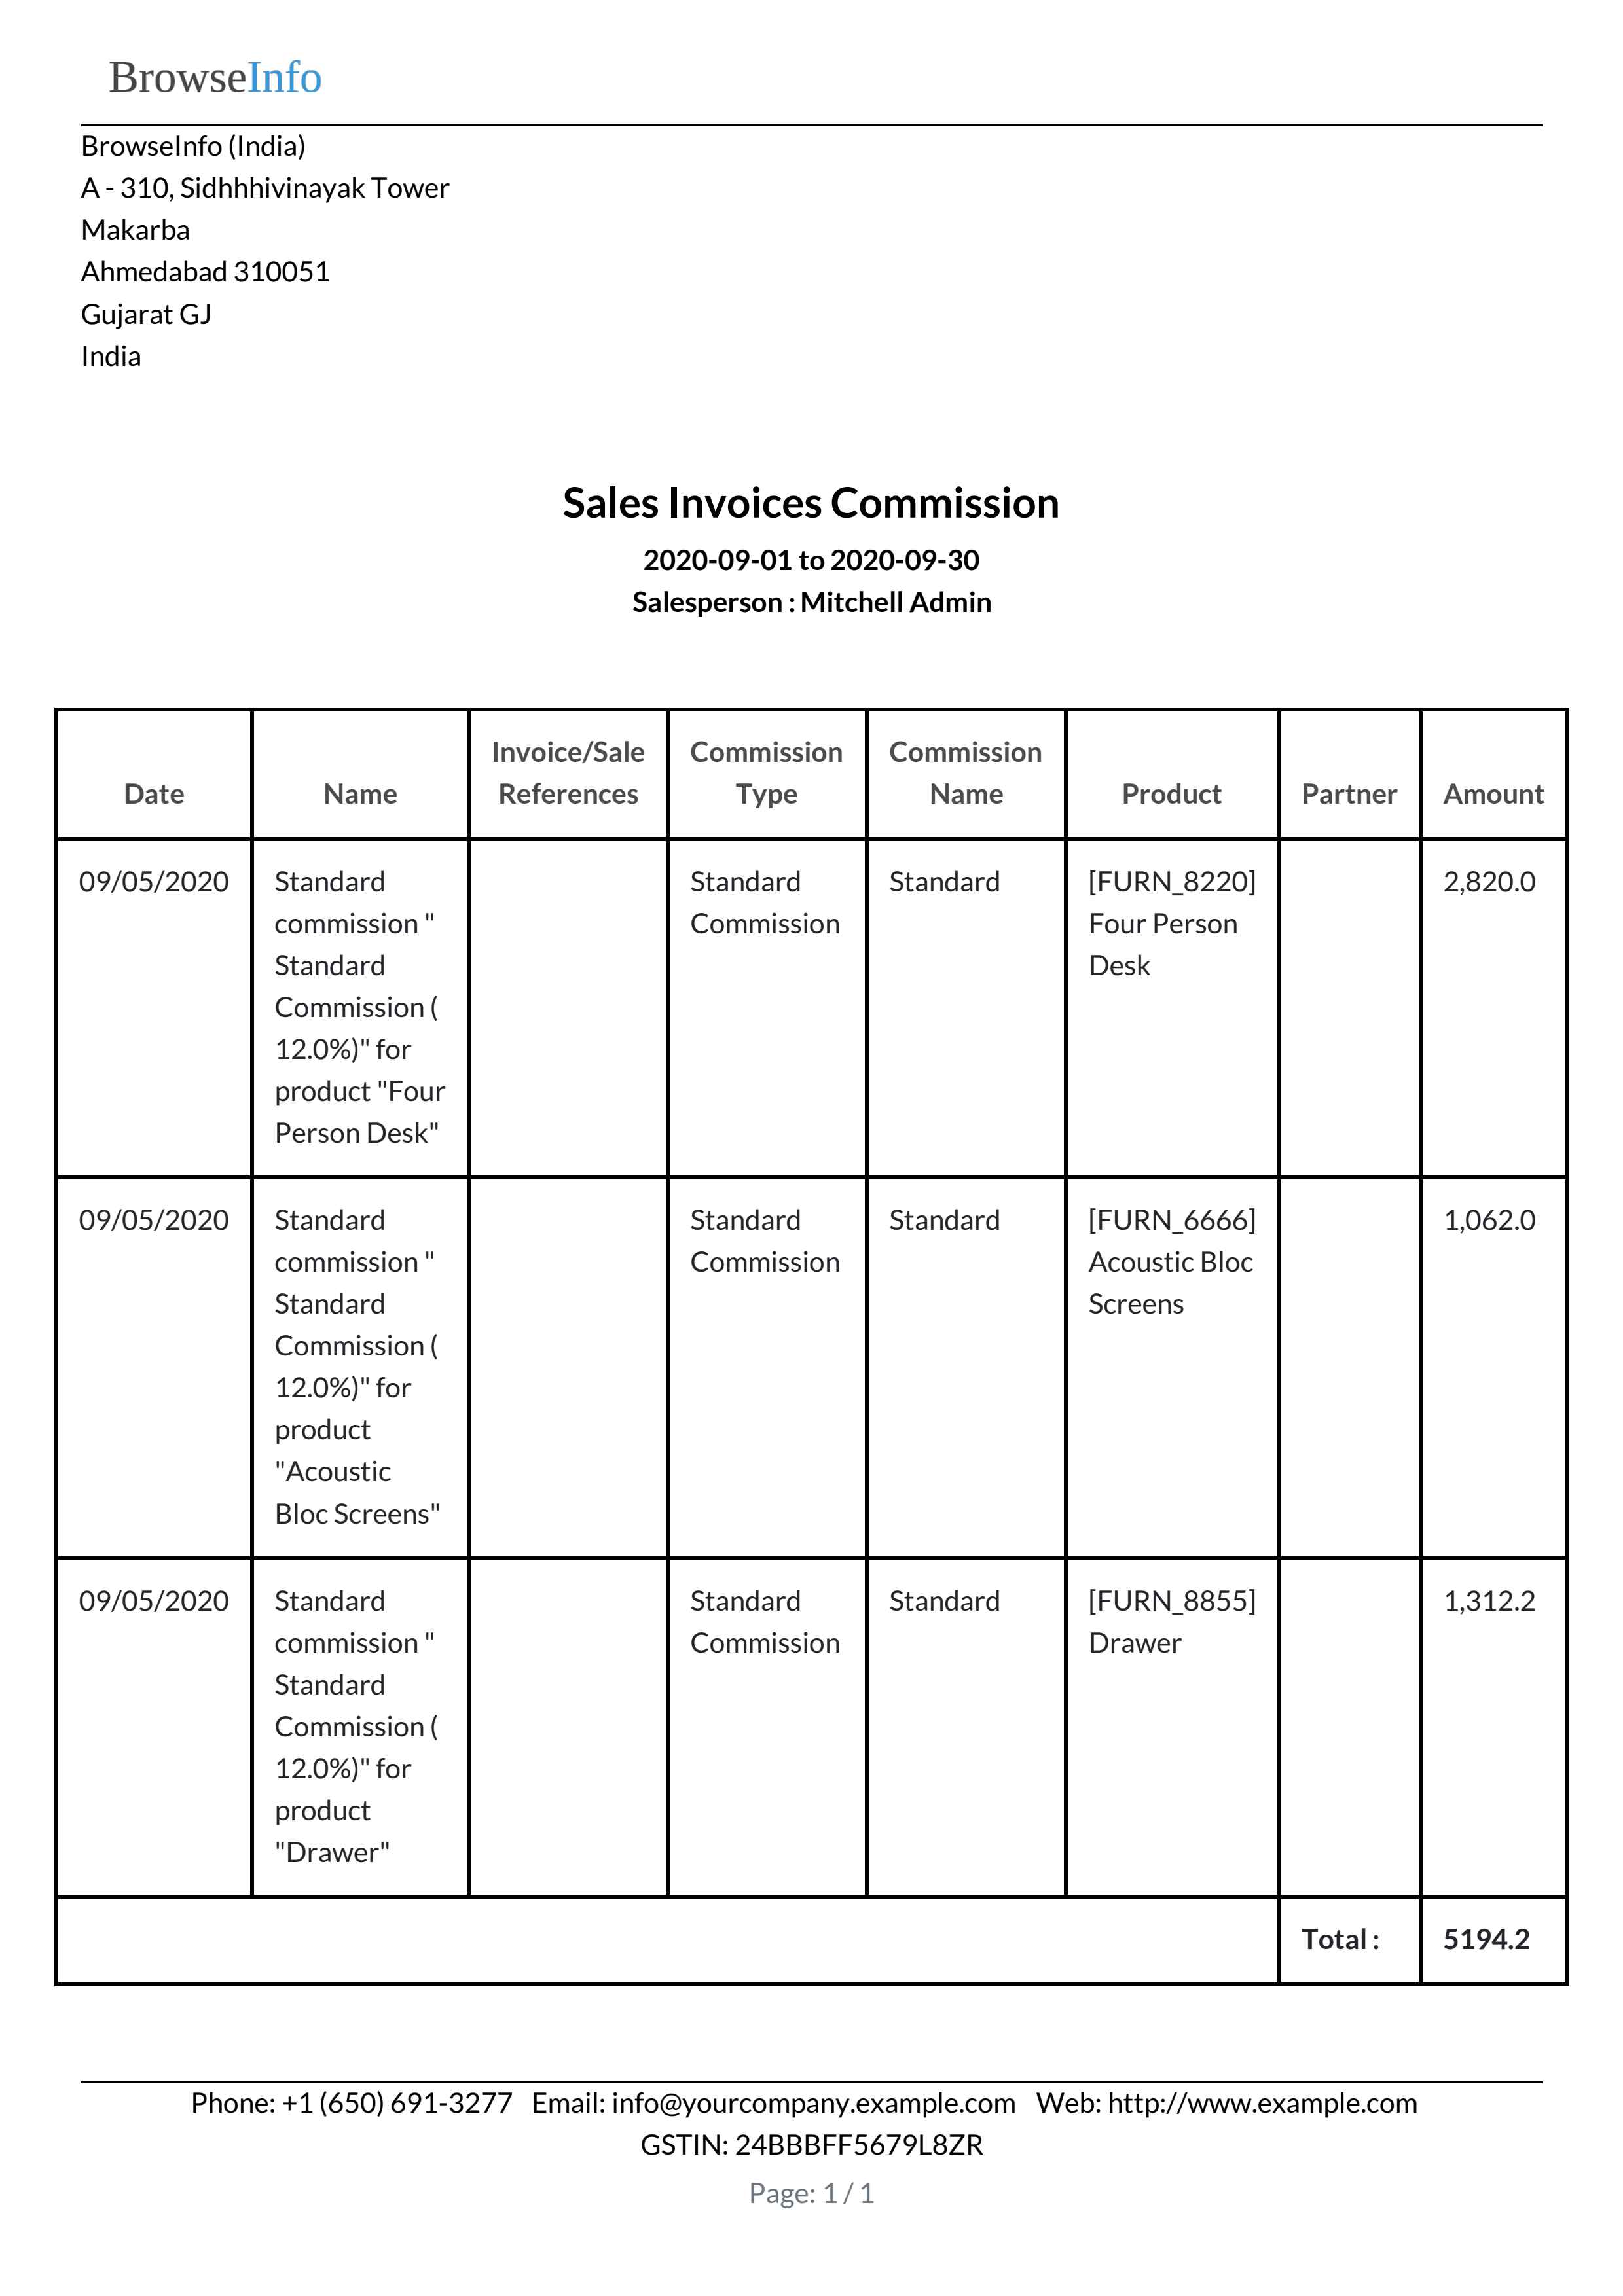 BrowseInfo
BrowseInfo (India)
A - 310, Sidhhhivinayak Tower
Makarba
Ahmedabad 310051
Gujarat GJ
India
Sales Invoices Commission
2020-09-01 to 2020-09-30
Salesperson : Mitchell Admin
Date
Name
Invoice/Sale
References
Commission
Type
Commission
Name
Product
Partner
Amount
09/05/2020
Standard
commission "
Standard
Commission (
12.0%)" for
product "Four
Person Desk"
Standard
Commission
Standard
[FURN_8220]
Four Person
Desk
2,820.0
09/05/2020
Standard
commission "
Standard
Commission (
12.0%)" for
product
"Acoustic
Bloc Screens"
Standard
Commission
Standard
[FURN_6666]
Acoustic Bloc
Screens
1,062.0
09/05/2020
Standard
commission "
Standard
Commission (
12.0%)" for
product
"Drawer"
Standard
Commission
Standard
[FURN_8855]
Drawer
1,312.2
Total :
5194.2
Phone: +1 (650) 691-3277 Email: info@yourcompany.example.com Web: http://www.example.com
GSTIN: 24BBBFF5679L8ZR
Page: 1 / 1